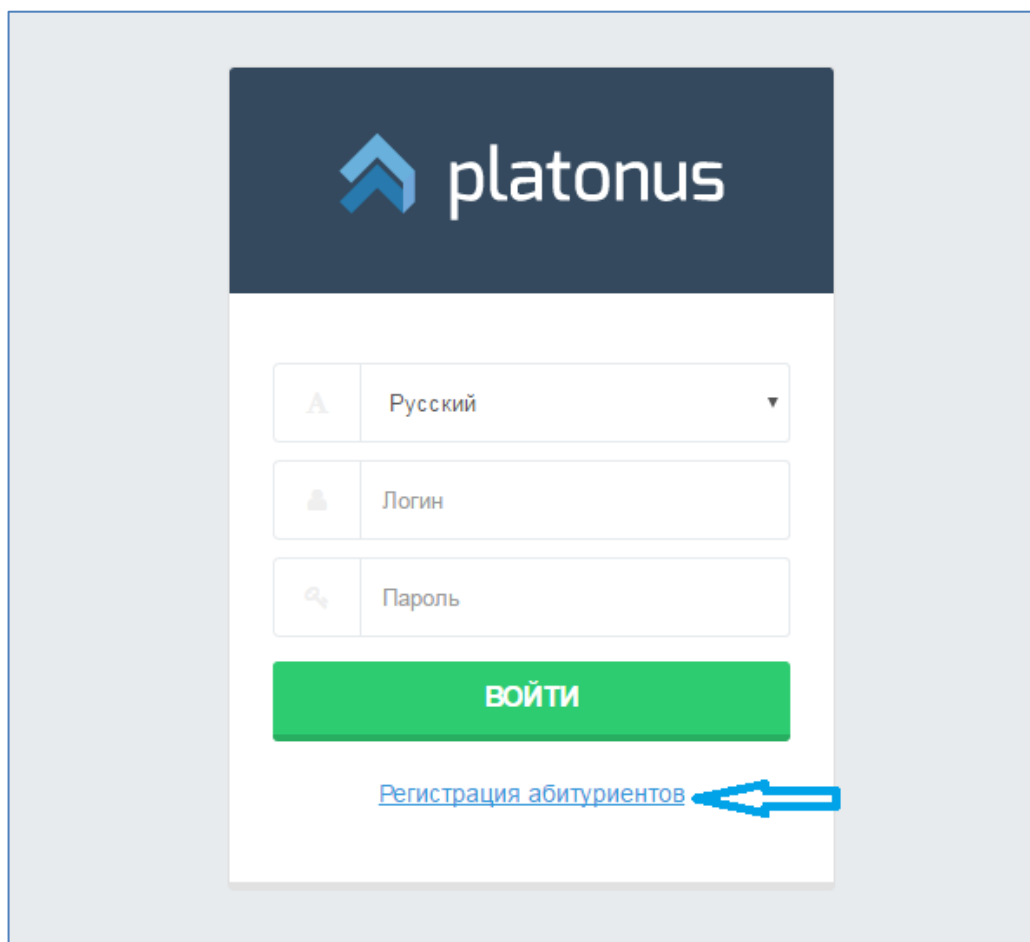 platonus
Русский
Логин
Пароль
ВОЙТИ
Регистрация абитуриентов